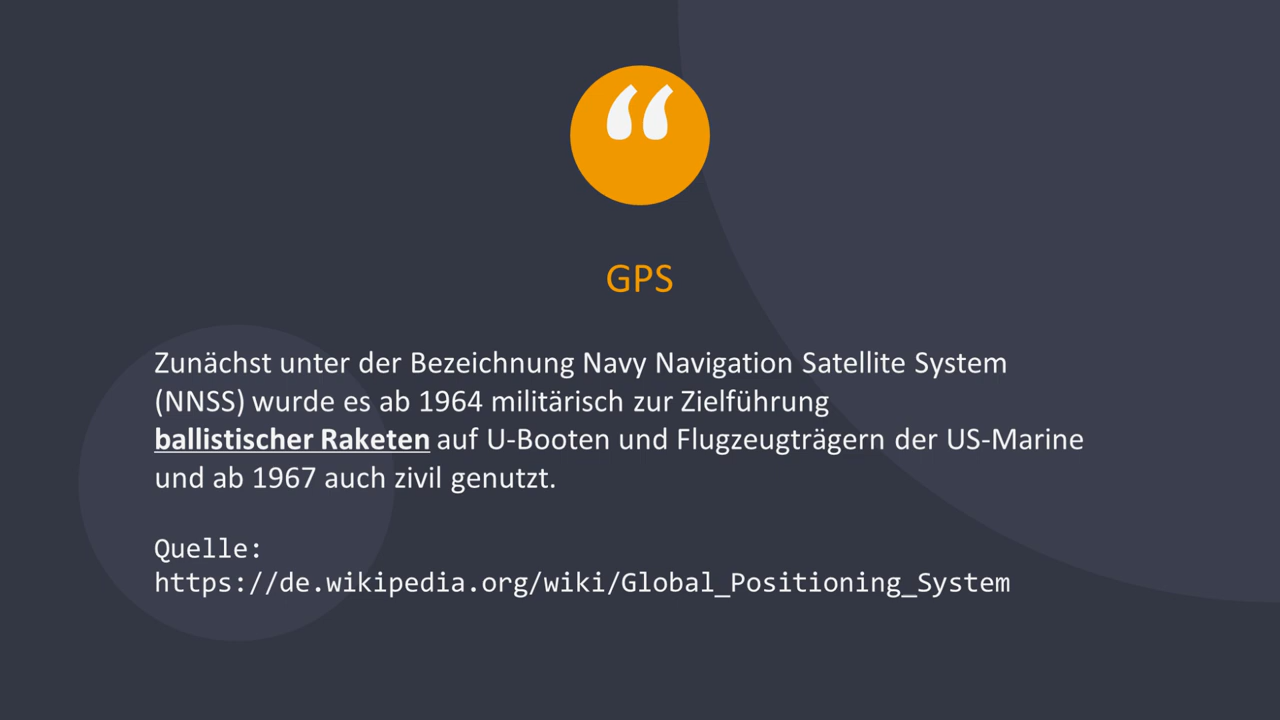 “
GPS
Zunächst unter der Bezeichnung Navy Navigation Satellite System
(NNSS) wurde es ab 1964 militärisch zur Zielführung
ballistischer Raketen auf U-Booten und Flugzeugträgern der US-Marine
und ab 1967 auch zivil genutzt.
Quelle:
https://de.wikipedia.org/wiki/Global_Positioning_System